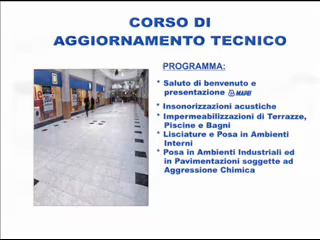 CORSO DI
AGGIORNAMENTO TECNICO
PROGRAMMA:
* Saluto di benvenuto e
presentazione MAPEI
* Insonorizzazioni acustiche
* Impermeabilizzazioni di Terrazze,
Piscine e Bagni
* Lisciature e Posa in Ambienti
Interni
* Posa in Ambienti Industriali ed
in Pavimentazioni soggette ad
Aggressione Chimica